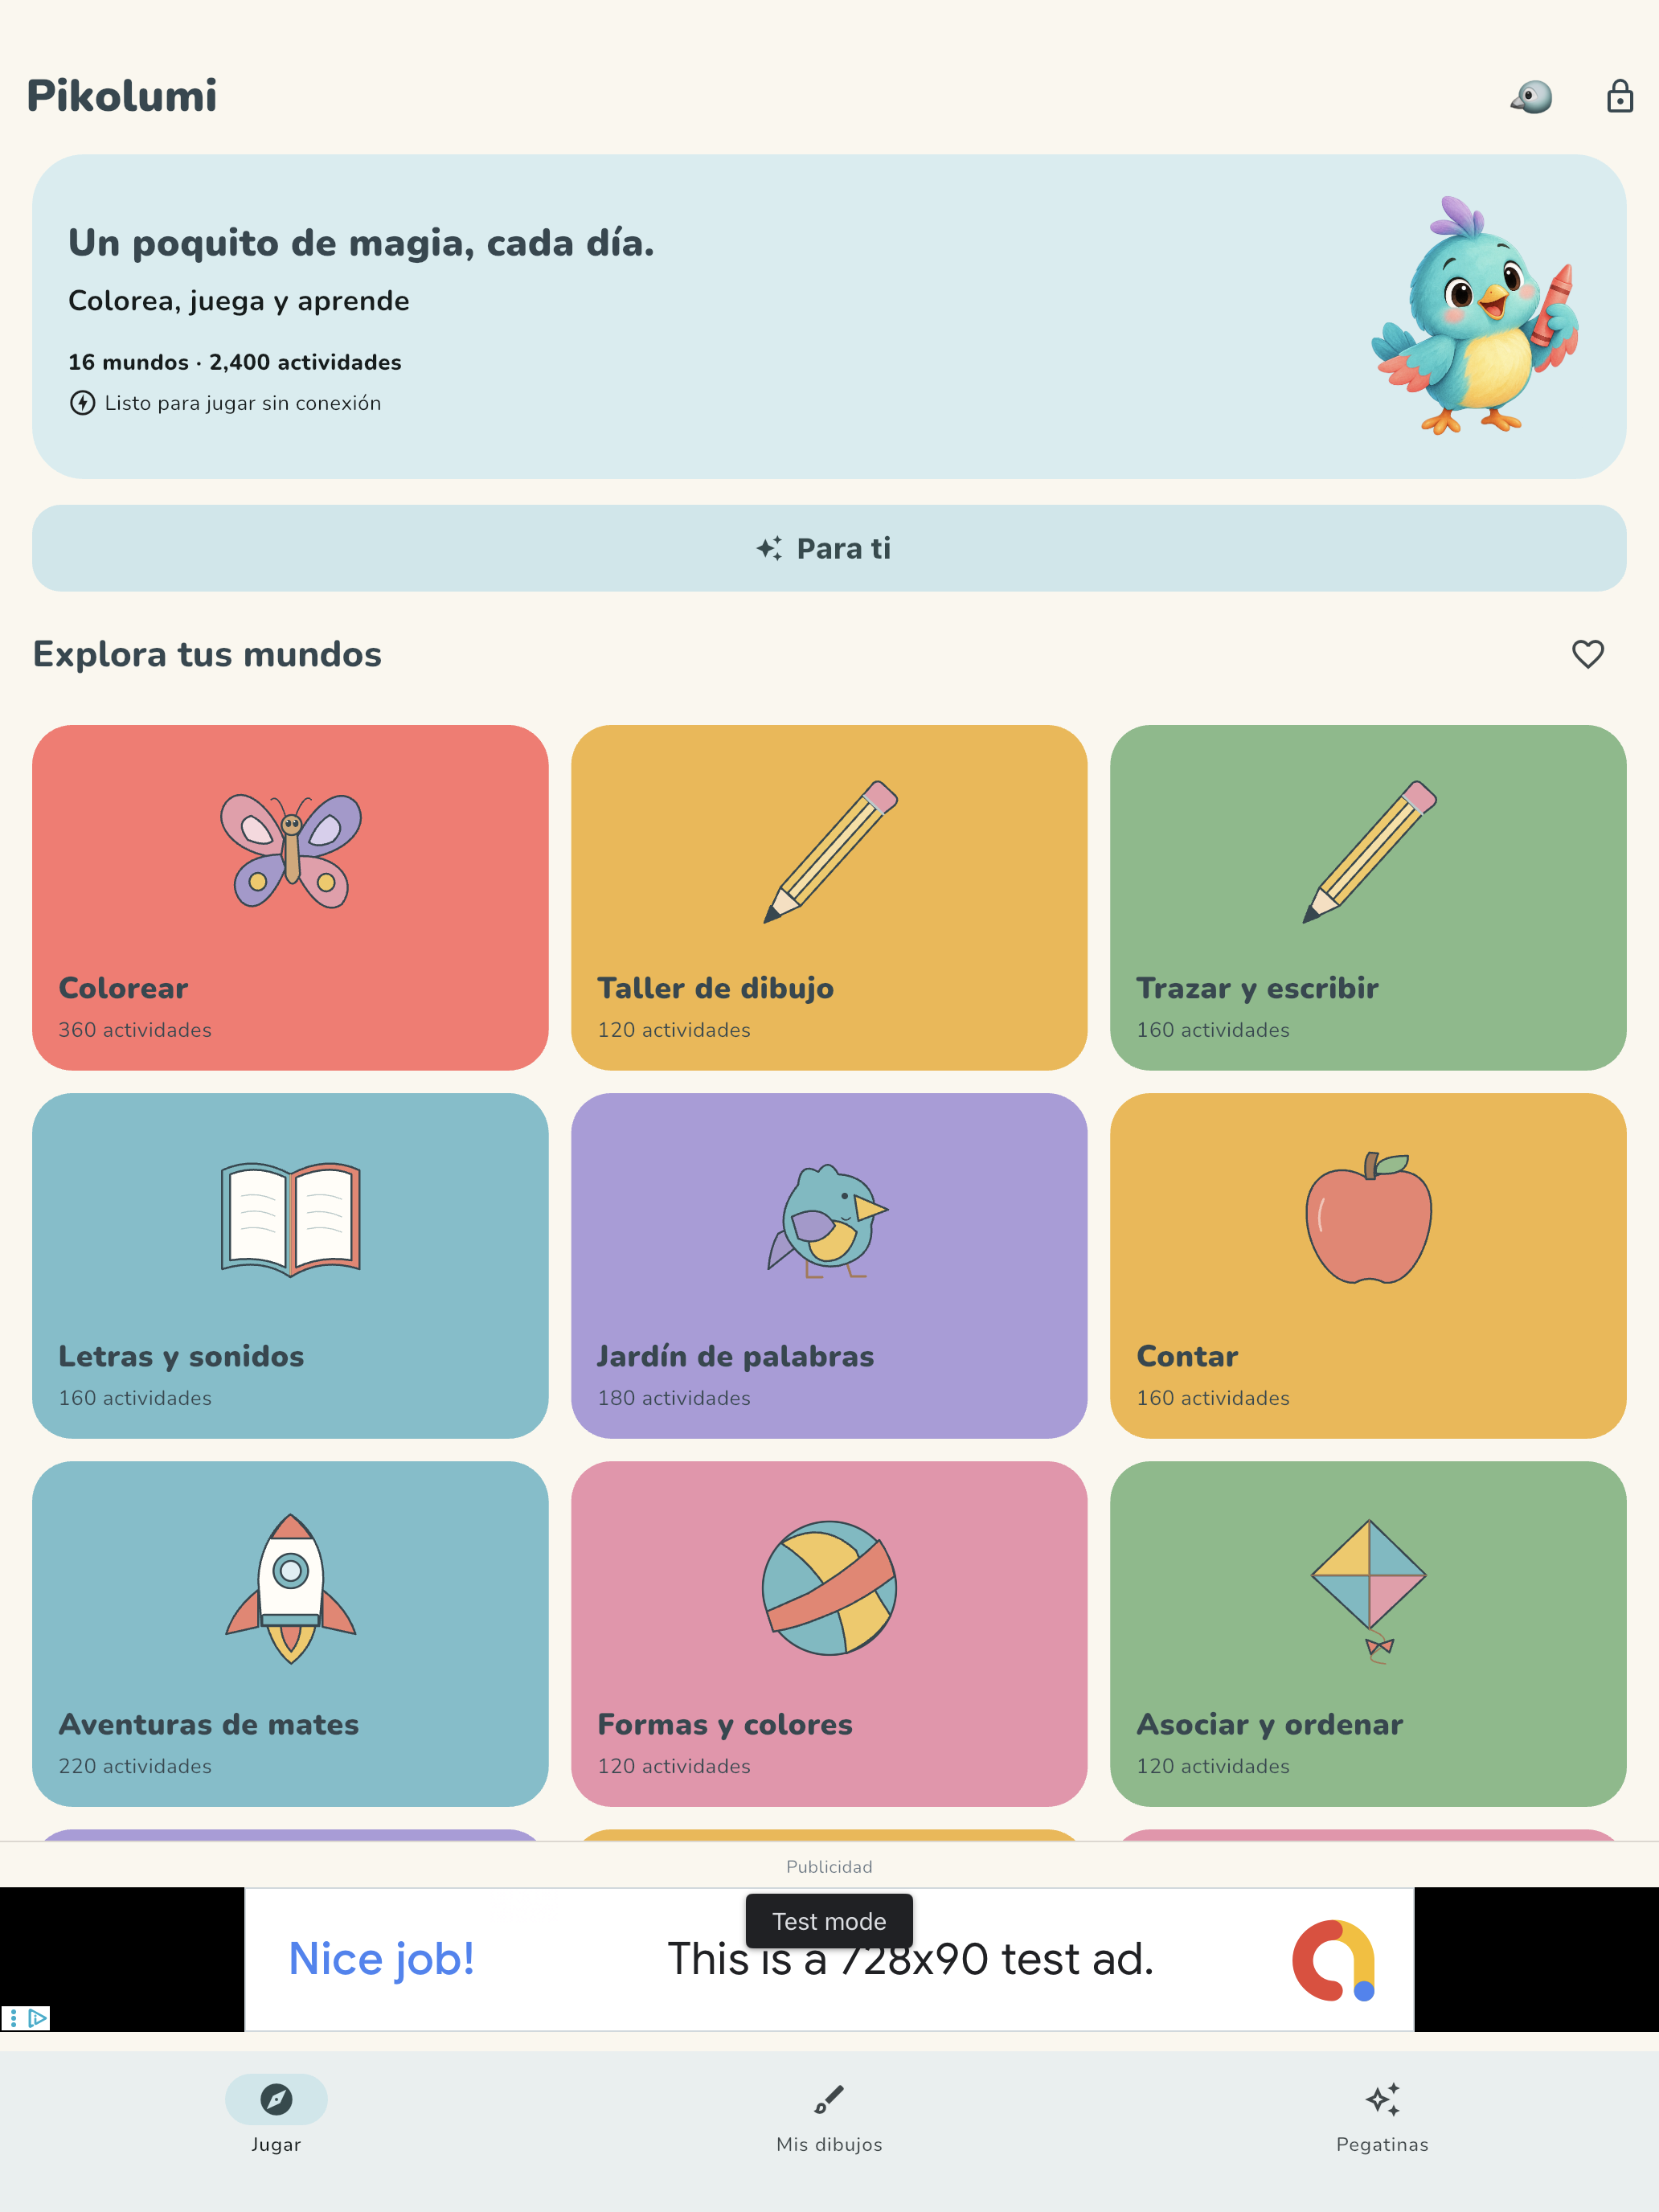 Pikolumi
Un poquito de magia, cada día.
Colorea, juega y aprende
16 mundos · 2,400 actividades
Listo para jugar sin conexión
Para ti
Explora tus mundos
Colorear
360 actividades
Taller de dibujo
120 actividades
Trazar y escribir
160 actividades
Letras y sonidos
160 actividades
Jardín de palabras
180 actividades
Contar
160 actividades
Aventuras de mates
220 actividades
Formas y colores
120 actividades
Asociar y ordenar
120 actividades
Publicidad
Test mode
Nice job!
This is a 728x90 test ad.
Jugar
Mis dibujos
Pegatinas